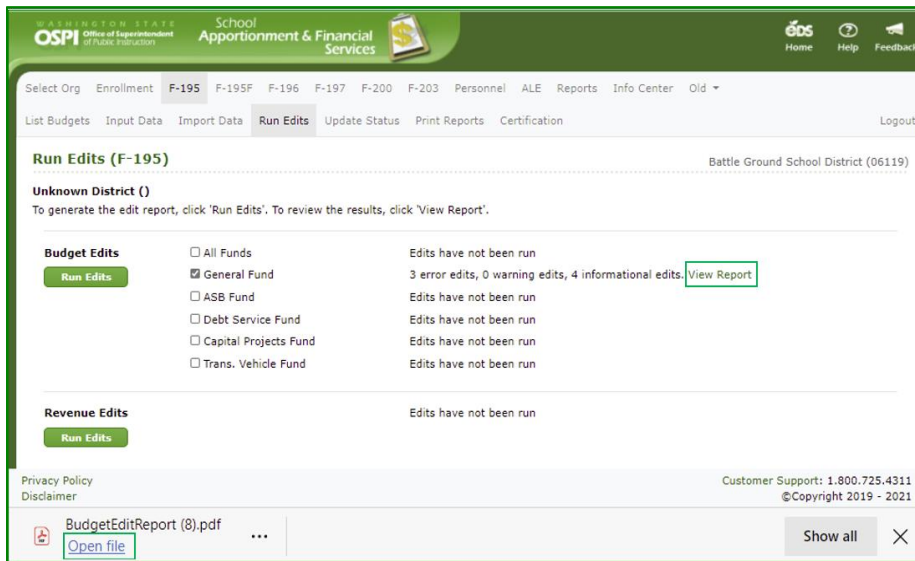 WASHINGTON STATE
OSPI Office of Superintendent of Public Instruction
School
Apportionment & Financial
Services
eds
Home
Help
Feedback
Select Org Enrollment F-195 F-195F F-196 F-197 F-200 F-203 Personnel ALE Reports Info Center Old
List Budgets Input Data Import Data Run Edits Update Status Print Reports Certification Logout
Run Edits (F-195)
Battle Ground School District (06119)
Unknown District ()
To generate the edit report, click 'Run Edits'. To review the results, click 'View Report'.
Budget Edits
Run Edits
All Funds Edits have not been run
General Fund 3 error edits, 0 warning edits, 4 informational edits. View Report
ASB Fund Edits have not been run
Debt Service Fund Edits have not been run
Capital Projects Fund Edits have not been run
Trans. Vehicle Fund Edits have not been run
Revenue Edits Edits have not been run
Run Edits
Privacy Policy
Disclaimer
Customer Support: 1.800.725.4311
©Copyright 2019 - 2021
BudgetEditReport (8).pdf
Open file
...
Show all